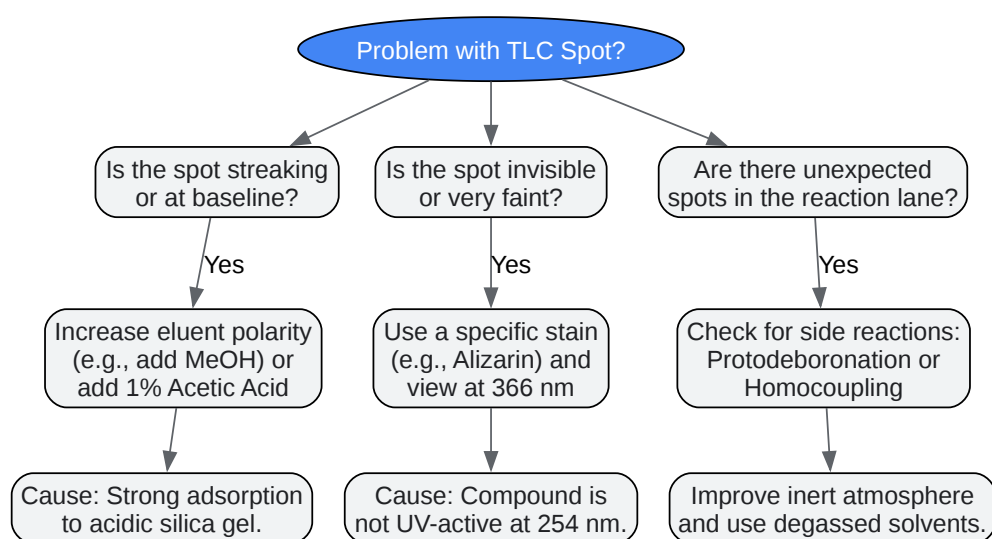 Problem with TLC Spot?
Is the spot streaking
or at baseline?
Is the spot invisible
or very faint?
Are there unexpected
spots in the reaction lane?
Yes
Yes
Yes
Increase eluent polarity
(e.g., add MeOH) or
add 1% Acetic Acid
Use a specific stain
(e.g., Alizarin) and
view at 366 nm
Check for side reactions:
Protodeboronation or
Homocoupling
Cause: Strong adsorption
to acidic silica gel.
Cause: Compound is
not UV-active at 254 nm.
Improve inert atmosphere
and use degassed solvents.